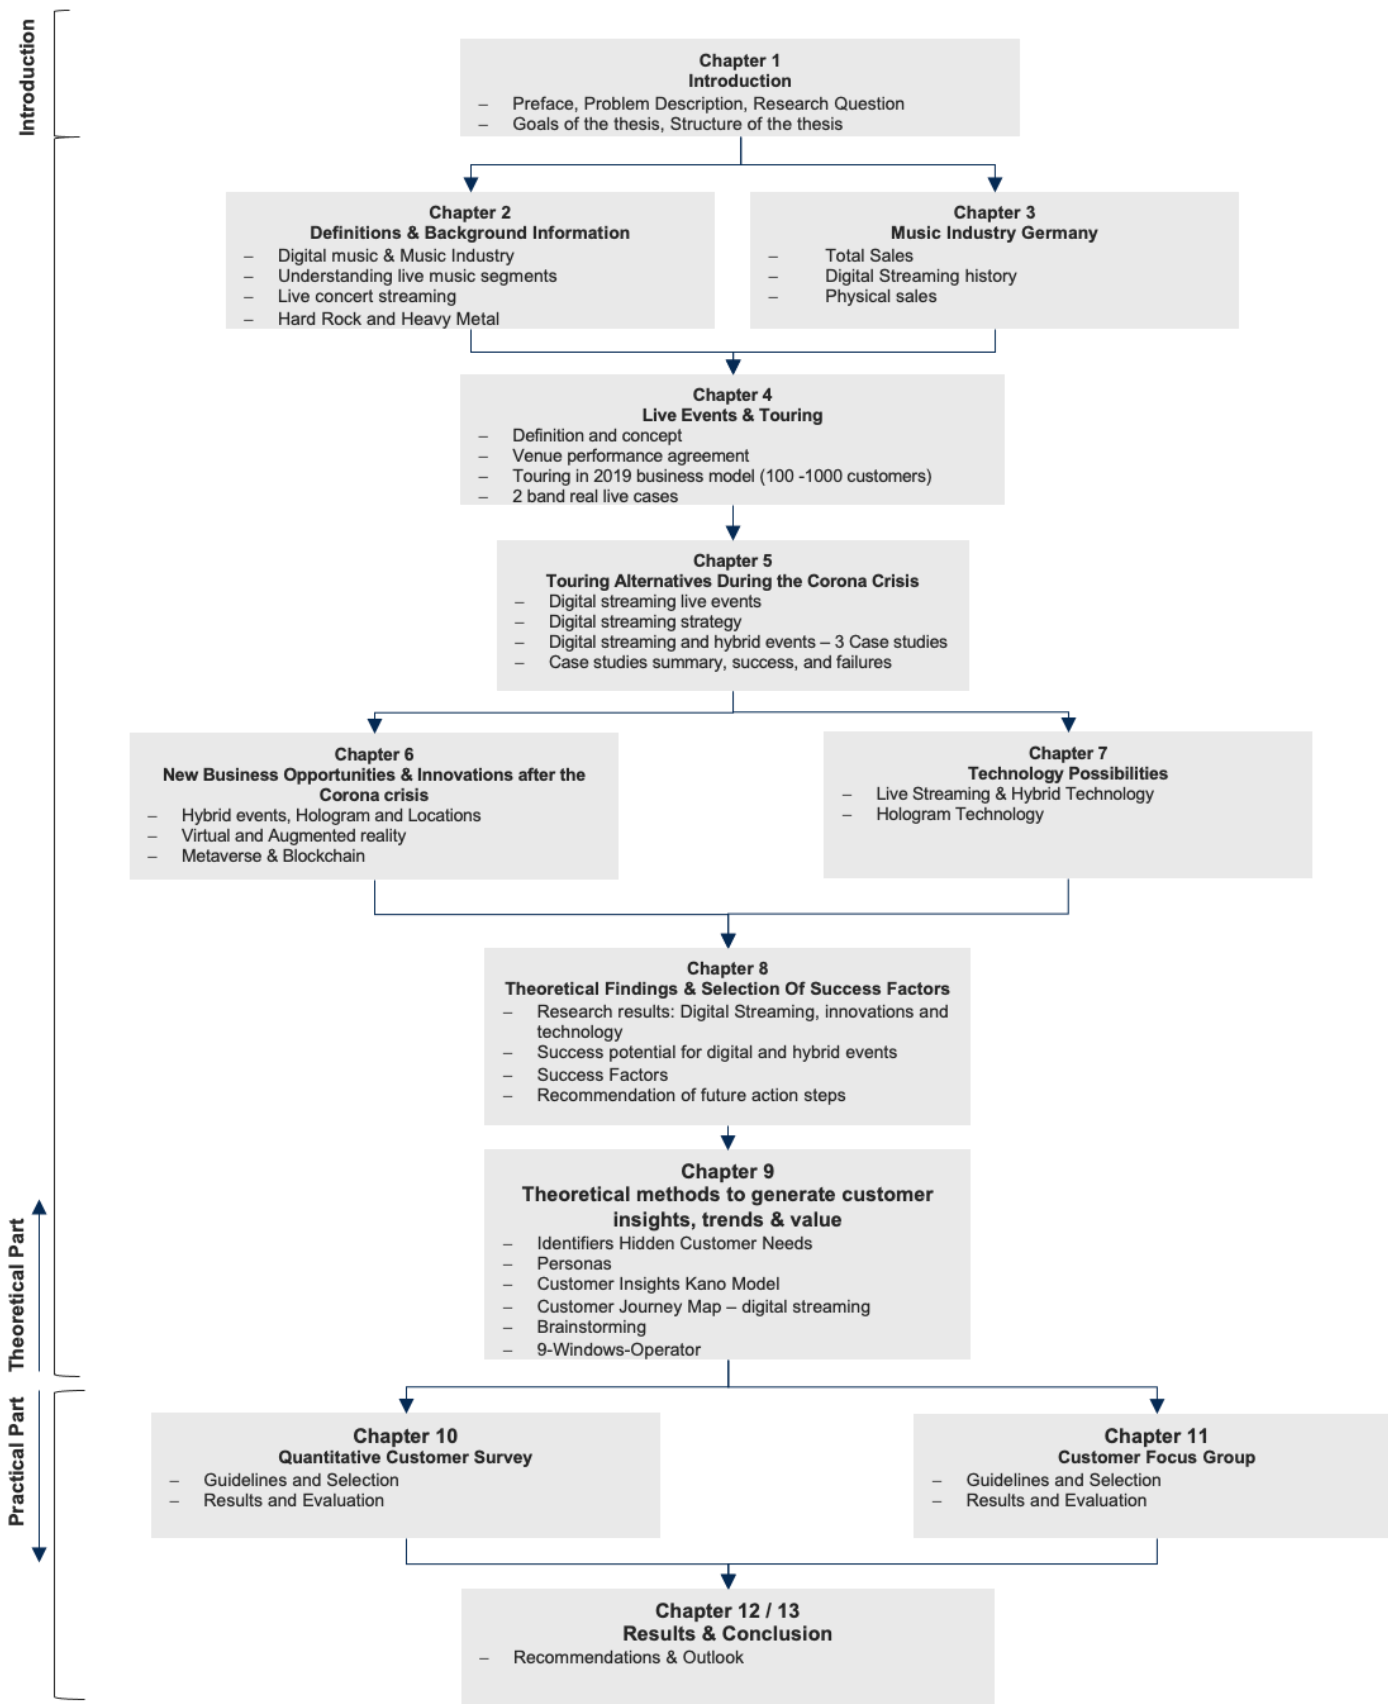 Introduction
Chapter 1
Introduction
– Preface, Problem Description, Research Question
– Goals of the thesis, Structure of the thesis
Chapter 2
Definitions & Background Information
– Digital music & Music Industry
– Understanding live music segments
– Live concert streaming
– Hard Rock and Heavy Metal
Chapter 3
Music Industry Germany
– Total Sales
– Digital Streaming history
– Physical sales
Chapter 4
Live Events & Touring
– Definition and concept
– Venue performance agreement
– Touring in 2019 business model (100 -1000 customers)
– 2 band real live cases
Chapter 5
Touring Alternatives During the Corona Crisis
– Digital streaming live events
– Digital streaming strategy
– Digital streaming and hybrid events – 3 Case studies
– Case studies summary, success, and failures
Chapter 6
New Business Opportunities & Innovations after the
Corona crisis
– Hybrid events, Hologram and Locations
– Virtual and Augmented reality
– Metaverse & Blockchain
Chapter 7
Technology Possibilities
– Live Streaming & Hybrid Technology
– Hologram Technology
Chapter 8
Theoretical Findings & Selection Of Success Factors
– Research results: Digital Streaming, innovations and
technology
– Success potential for digital and hybrid events
– Success Factors
– Recommendation of future action steps
Theoretical Part
Chapter 9
Theoretical methods to generate customer
insights, trends & value
– Identifiers Hidden Customer Needs
– Personas
– Customer Insights Kano Model
– Customer Journey Map – digital streaming
– Brainstorming
– 9-Windows-Operator
Practical Part
Chapter 10
Quantitative Customer Survey
– Guidelines and Selection
– Results and Evaluation
Chapter 11
Customer Focus Group
– Guidelines and Selection
– Results and Evaluation
Chapter 12 / 13
Results & Conclusion
– Recommendations & Outlook